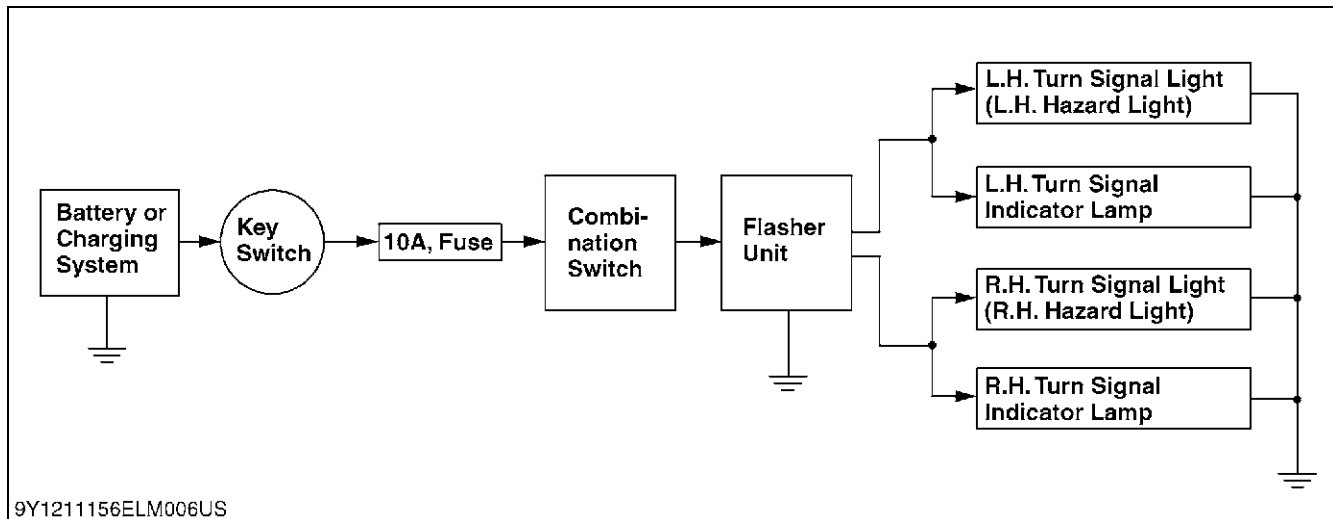 L.H. Turn Signal Light
(L.H. Hazard Light)
Battery or
Charging
System
Key
Switch
10A, Fuse
Combi-
nation
Switch
Flasher
Unit
L.H. Turn Signal
Indicator Lamp
R.H. Turn Signal Light
(R.H. Hazard Light)
R.H. Turn Signal
Indicator Lamp
9Y1211156ELM006US